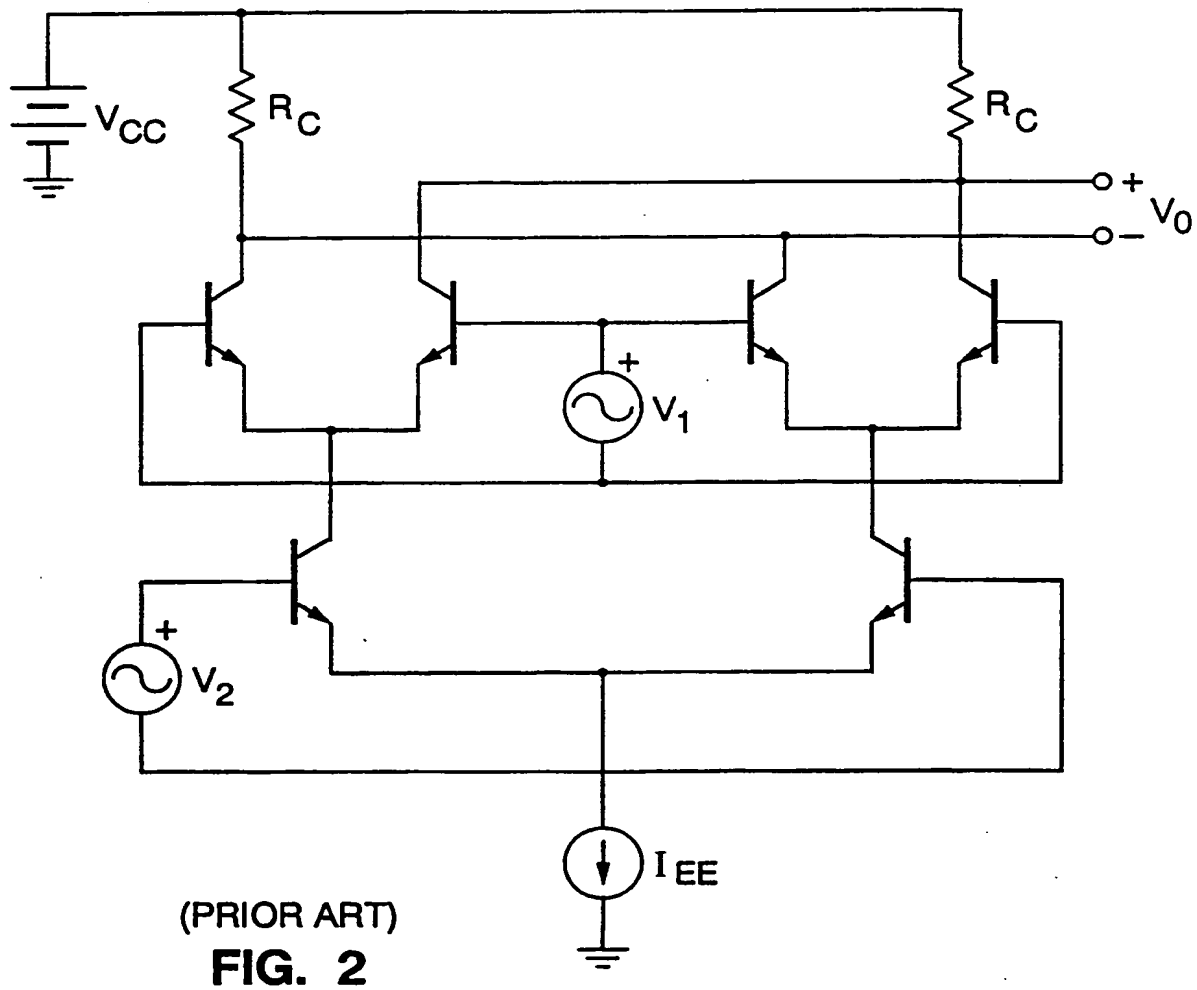 V_CC
R_C
R_C
+
V_0
−
+
V_1
+
V_2
I_EE
(PRIOR ART)
FIG. 2